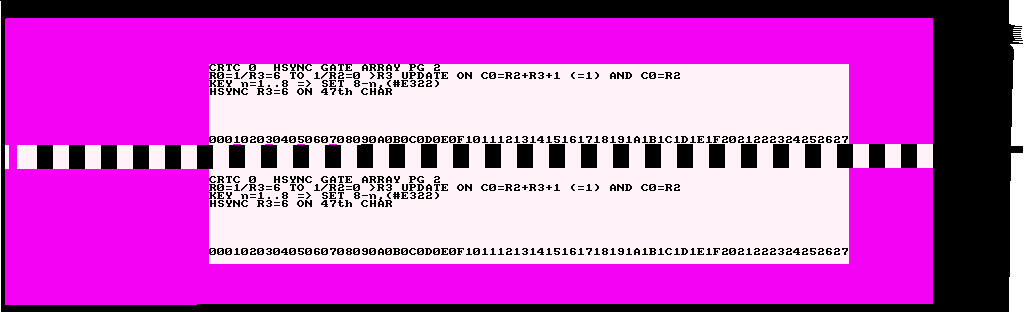 CRTC 0  HSYNC GATE ARRAY PG 2
R0=1/R3=6 TO 1/R2=0 >R3 UPDATE ON C0=R2+R3+1 (=1) AND C0=R2
KEY n=1..8 => SET 8-n,(#E322)
HSYNC R3=6 ON 47th CHAR
000102030405060708090A0B0C0D0E0F101112131415161718191A1B1C1D1E1F2021222324252627
CRTC 0  HSYNC GATE ARRAY PG 2
R0=1/R3=6 TO 1/R2=0 >R3 UPDATE ON C0=R2+R3+1 (=1) AND C0=R2
KEY n=1..8 => SET 8-n,(#E322)
HSYNC R3=6 ON 47th CHAR
000102030405060708090A0B0C0D0E0F101112131415161718191A1B1C1D1E1F2021222324252627